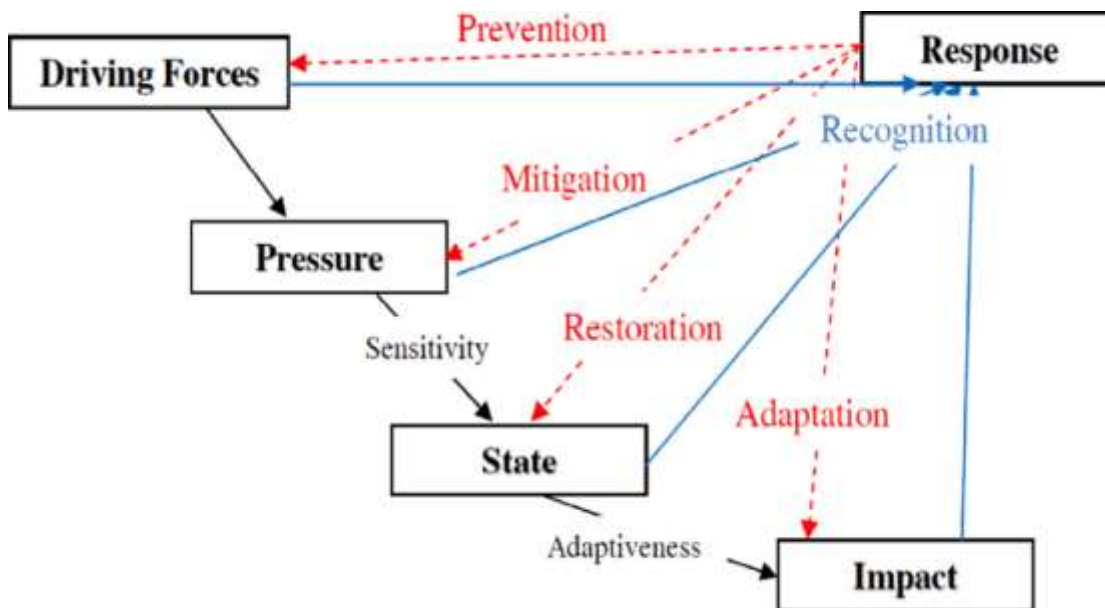 Prevention
Response
Driving Forces
Recognition
Mitigation
Pressure
Restoration
Sensitivity
Adaptation
State
Adaptiveness
Impact